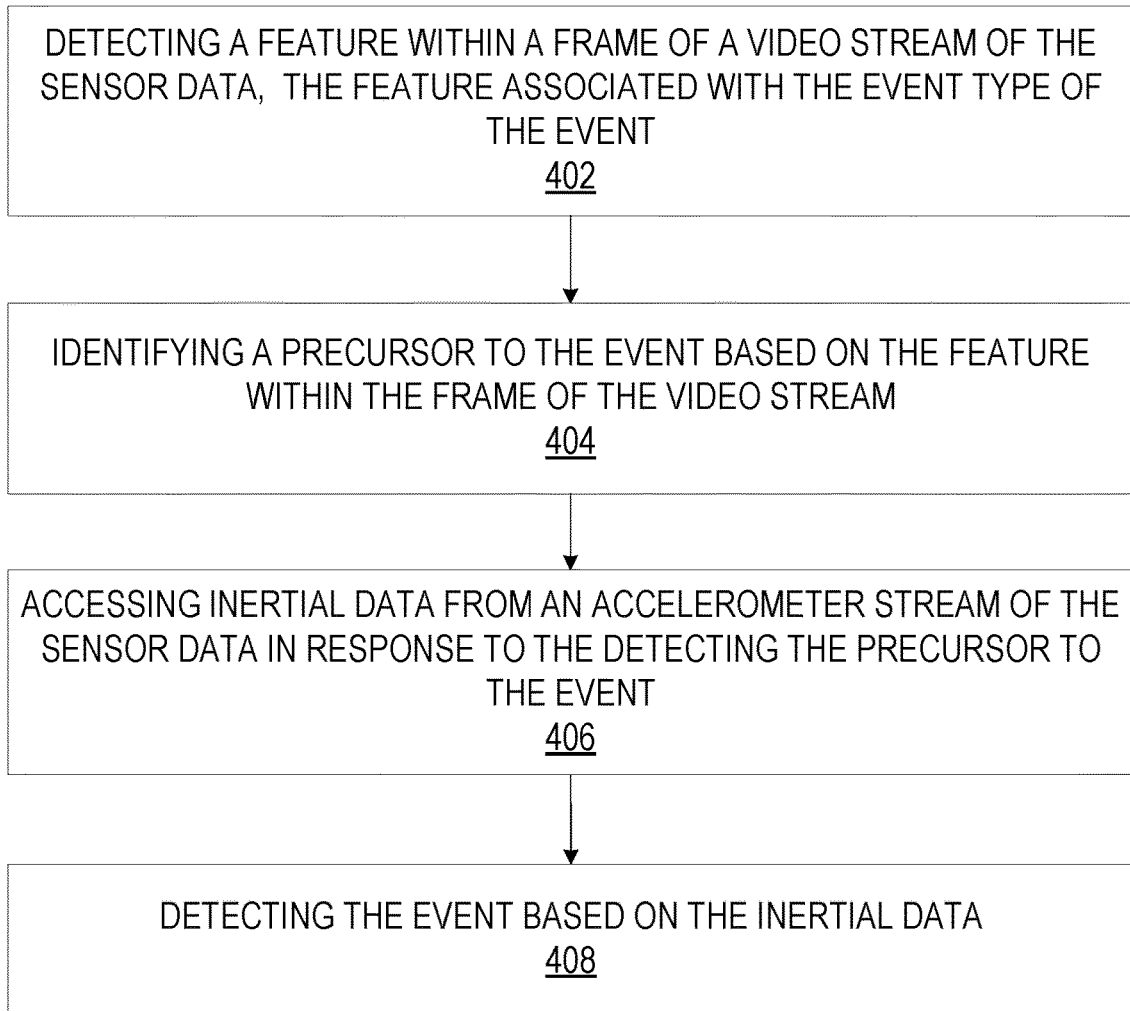 DETECTING A FEATURE WITHIN A FRAME OF A VIDEO STREAM OF THE
SENSOR DATA, THE FEATURE ASSOCIATED WITH THE EVENT TYPE OF
THE EVENT
402
IDENTIFYING A PRECURSOR TO THE EVENT BASED ON THE FEATURE
WITHIN THE FRAME OF THE VIDEO STREAM
404
ACCESSING INERTIAL DATA FROM AN ACCELEROMETER STREAM OF THE
SENSOR DATA IN RESPONSE TO THE DETECTING THE PRECURSOR TO
THE EVENT
406
DETECTING THE EVENT BASED ON THE INERTIAL DATA
408